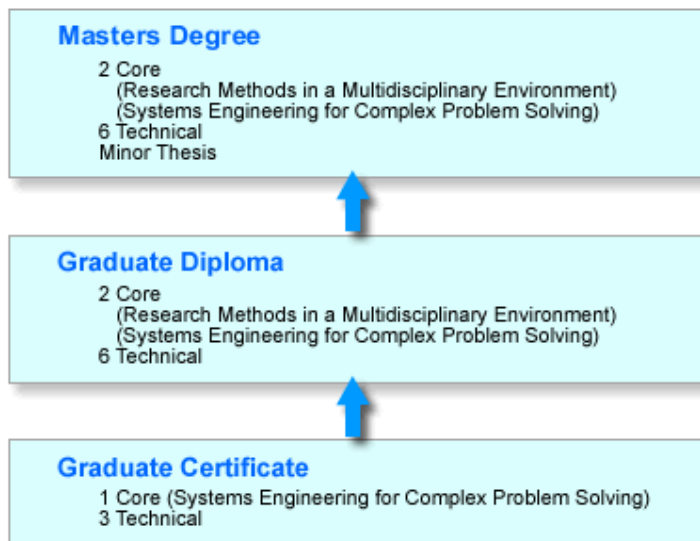 Masters Degree
2 Core
(Research Methods in a Multidisciplinary Environment)
(Systems Engineering for Complex Problem Solving)
6 Technical
Minor Thesis
Graduate Diploma
2 Core
(Research Methods in a Multidisciplinary Environment)
(Systems Engineering for Complex Problem Solving)
6 Technical
Graduate Certificate
1 Core (Systems Engineering for Complex Problem Solving)
3 Technical